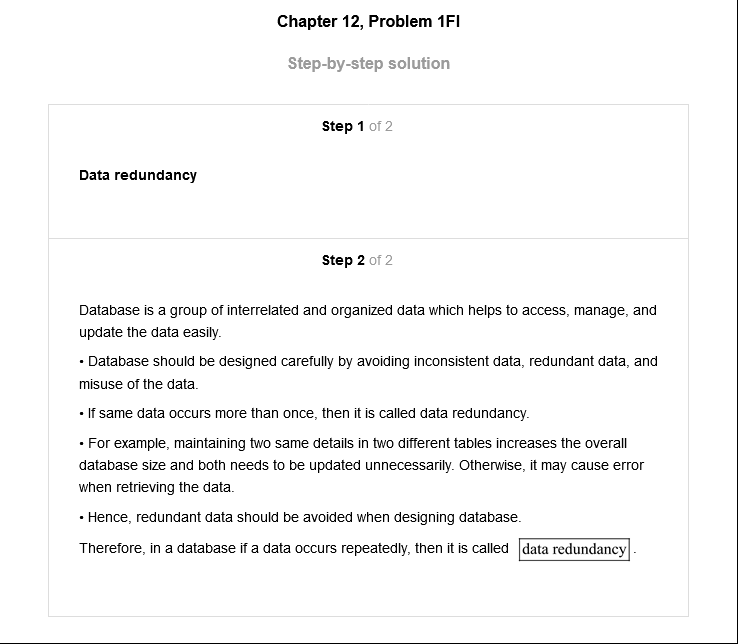 Chapter 12, Problem 1FI
Step-by-step solution
Step 1 of 2
Data redundancy
Step 2 of 2
Database is a group of interrelated and organized data which helps to access, manage, and
update the data easily.
• Database should be designed carefully by avoiding inconsistent data, redundant data, and
misuse of the data.
• If same data occurs more than once, then it is called data redundancy.
• For example, maintaining two same details in two different tables increases the overall
database size and both needs to be updated unnecessarily. Otherwise, it may cause error
when retrieving the data.
• Hence, redundant data should be avoided when designing database.
Therefore, in a database if a data occurs repeatedly, then it is called data redundancy.